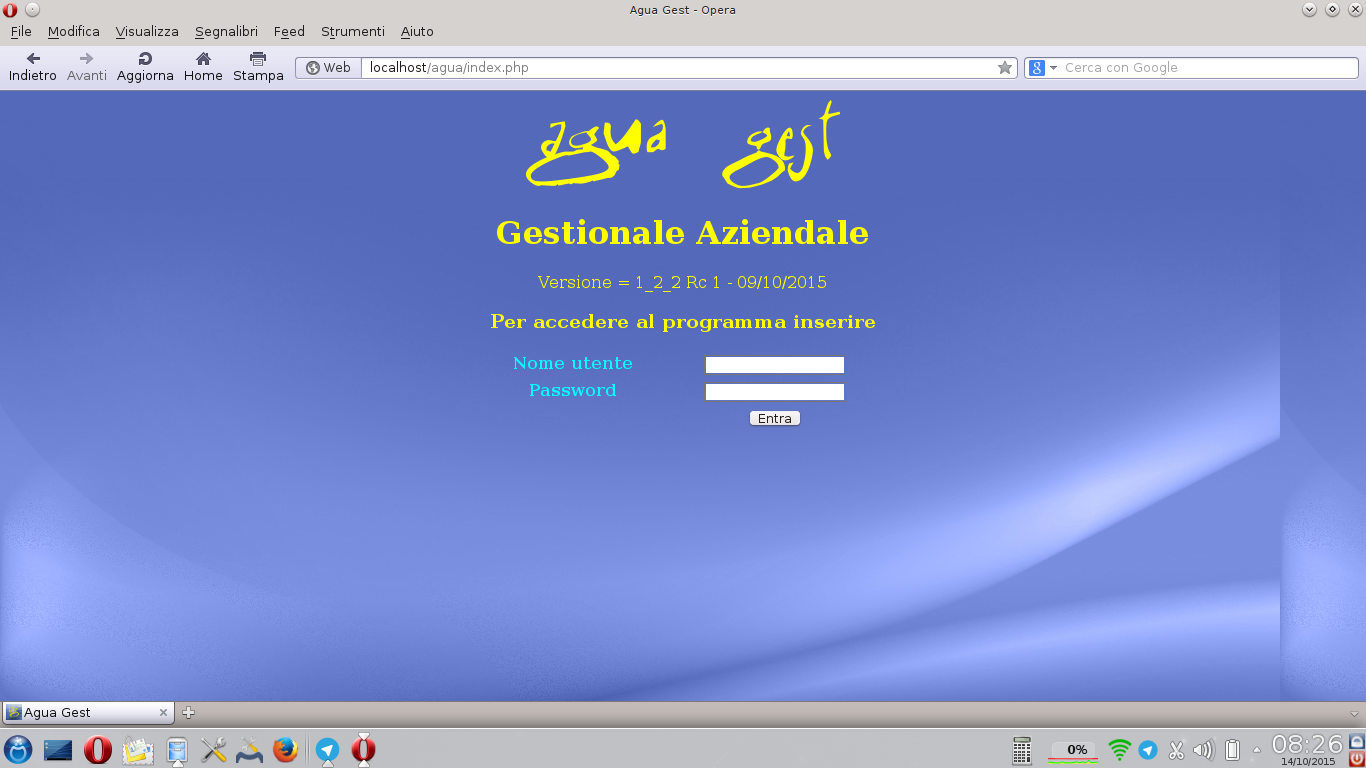 Agua Gest - Opera
File Modifica Visualizza Segnalibri Feed Strumenti Aiuto
Indietro Avanti Aggiorna Home Stampa Web localhost/agua/index.php 8 Cerca con Google
agua gest
Gestionale Aziendale
Versione = 1_2_2 Rc 1 - 09/10/2015
Per accedere al programma inserire
Nome utente
Password
Entra
Agua Gest
0% 08:26
14/10/2015